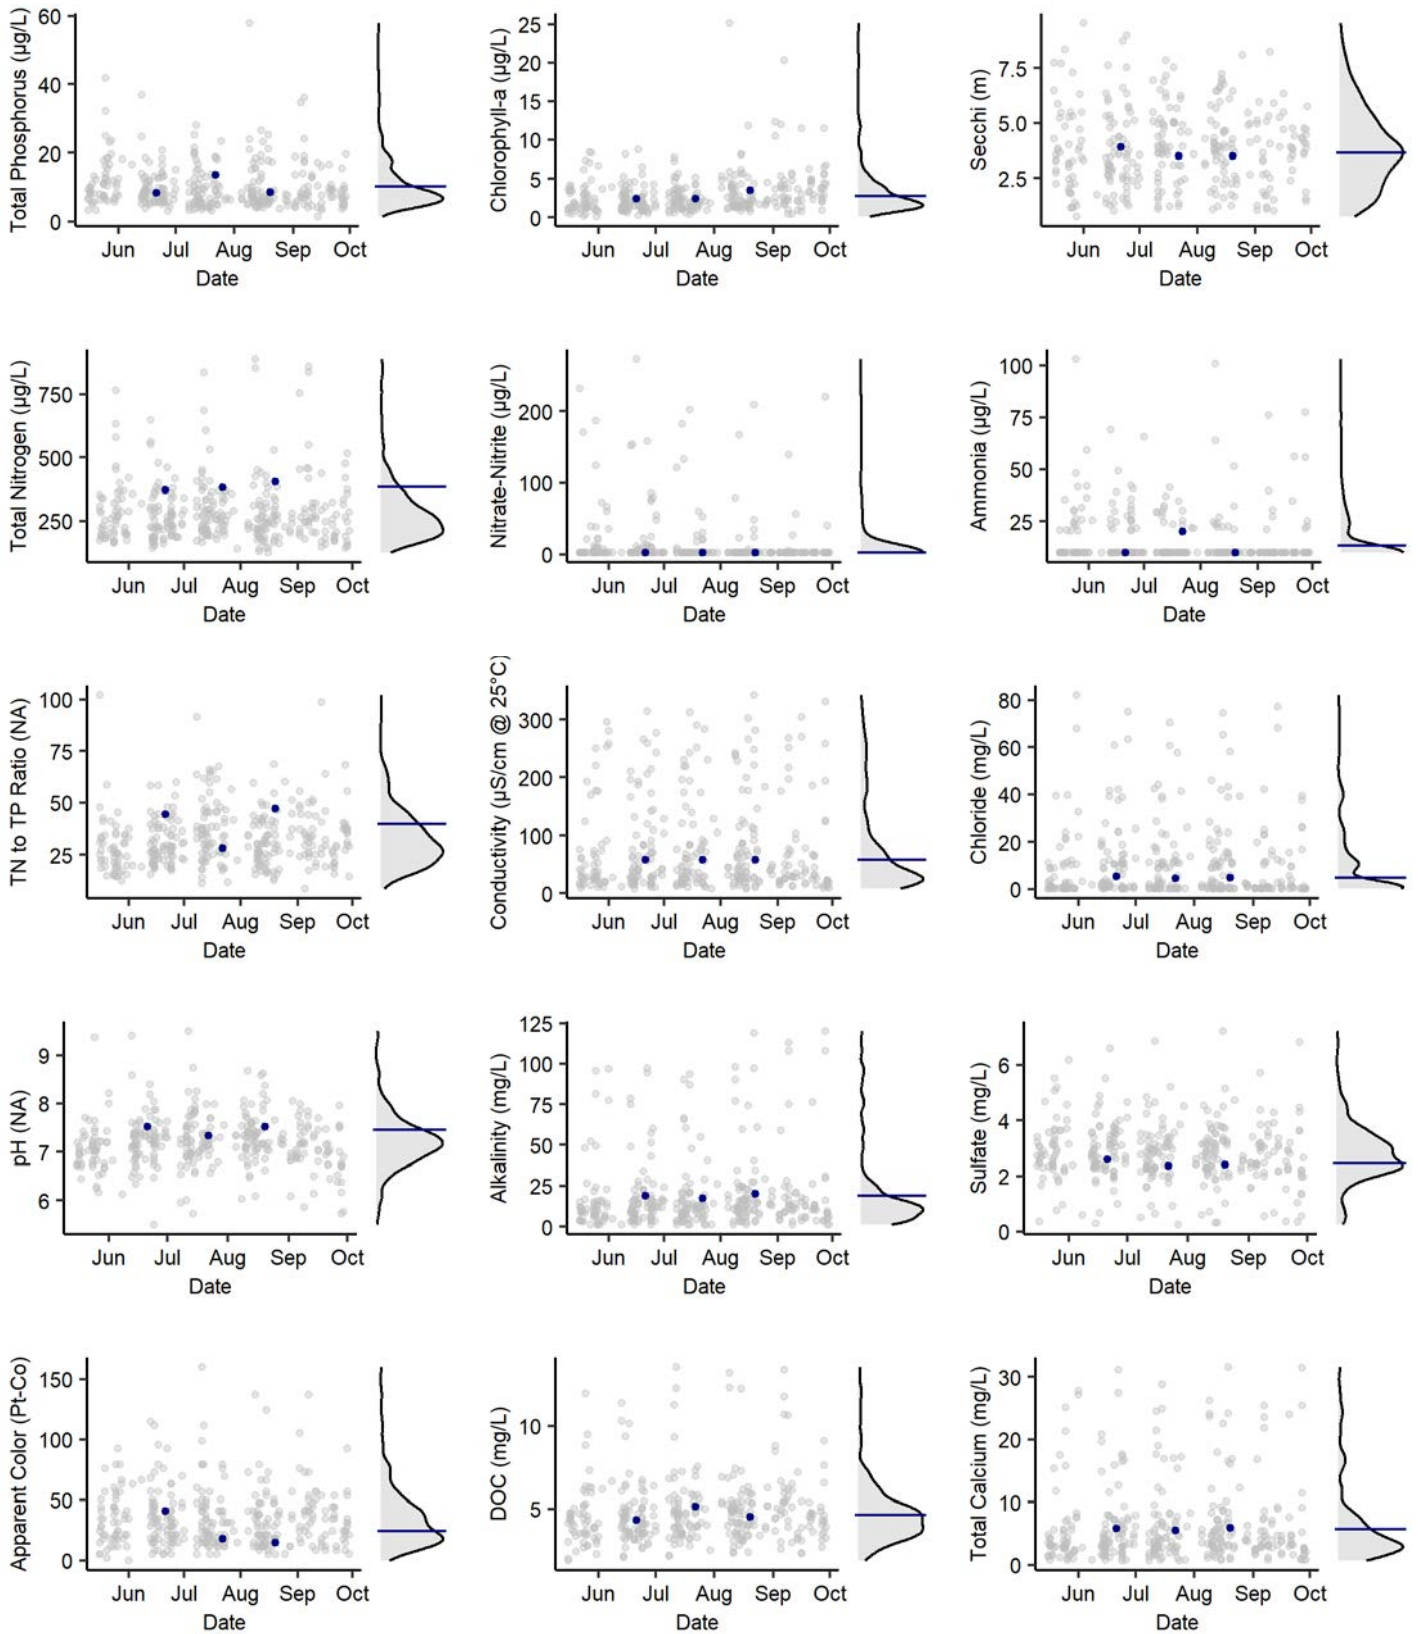 Total Phosphorus (µg/L)
60
40
20
0
Jun Jul Aug Sep Oct
Date
Chlorophyll-a (µg/L)
25
20
15
10
5
0
Jun Jul Aug Sep Oct
Date
Secchi (m)
7.5
5.0
2.5
Jun Jul Aug Sep Oct
Date
Total Nitrogen (µg/L)
750
500
250
Jun Jul Aug Sep Oct
Date
Nitrate-Nitrite (µg/L)
200
100
0
Jun Jul Aug Sep Oct
Date
Ammonia (µg/L)
100
75
50
25
Jun Jul Aug Sep Oct
Date
TN to TP Ratio (NA)
100
75
50
25
Jun Jul Aug Sep Oct
Date
Conductivity (µS/cm @ 25°C)
300
200
100
0
Jun Jul Aug Sep Oct
Date
Chloride (mg/L)
80
60
40
20
0
Jun Jul Aug Sep Oct
Date
pH (NA)
9
8
7
6
Jun Jul Aug Sep Oct
Date
Alkalinity (mg/L)
125
100
75
50
25
0
Jun Jul Aug Sep Oct
Date
Sulfate (mg/L)
6
4
2
0
Jun Jul Aug Sep Oct
Date
Apparent Color (Pt-Co)
150
100
50
0
Jun Jul Aug Sep Oct
Date
DOC (mg/L)
10
5
Jun Jul Aug Sep Oct
Date
Total Calcium (mg/L)
30
20
10
0
Jun Jul Aug Sep Oct
Date